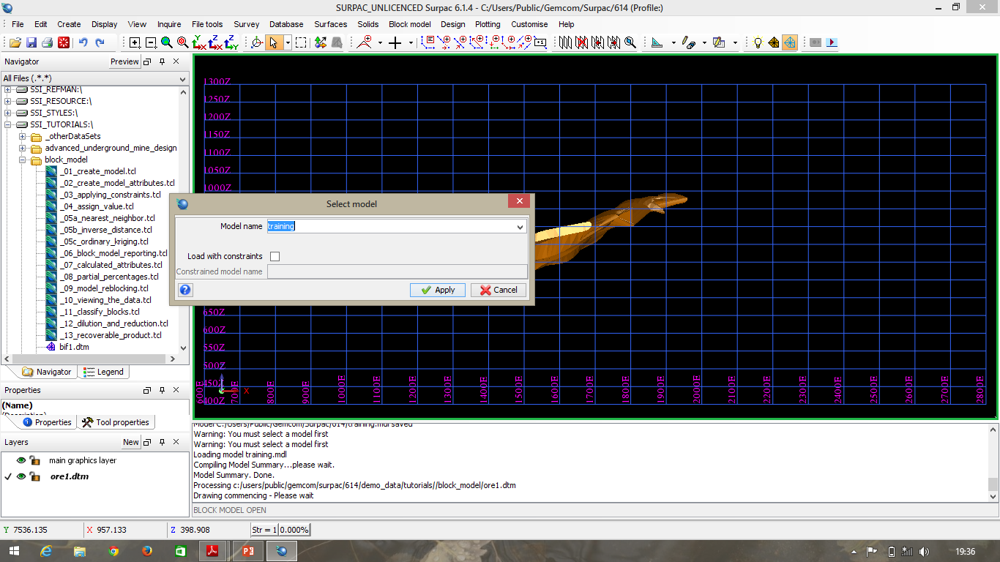 SURPAC_UNLICENCED Surpac 6.1.4 - C:/Users/Public/Gemcom/Surpac/614 (Profile:)
File Edit Create Display View Inquire File tools Survey Database Surfaces Solids Block model Design Plotting Customise Help
Navigator Preview
All Files (.*.*)
SSI_REFMAN:\
SSI_RESOURCE:\
SSI_STYLES:\
SSI_TUTORIALS:\
_otherDataSets
advanced_underground_mine_design
block_model
_01_create_model.tcl
_02_create_model_attributes.tcl
_03_applying_constraints.tcl
_04_assign_value.tcl
_05a_nearest_neighbor.tcl
_05b_inverse_distance.tcl
_05c_ordinary_kriging.tcl
_06_block_model_reporting.tcl
_07_calculated_attributes.tcl
_08_partial_percentages.tcl
_09_model_reblocking.tcl
_10_viewing_the_data.tcl
_11_classify_blocks.tcl
_12_dilution_and_reduction.tcl
_13_recoverable_product.tcl
bif1.dtm
Navigator Legend
Properties
(Name)
(Description)
Properties Tool properties
Layers New
main graphics layer
ore1.dtm
1300Z
1250Z
1200Z
1150Z
1100Z
1050Z
1000Z
Select model
Model name training
Load with constraints
Constrained model name
Apply Cancel
650Z
600Z
550Z
500Z
450Z
400Z
600E 700E 800E 900E 1000E 1100E 1200E 1300E 1400E 1500E 1600E 1700E 1800E 1900E 2000E 2100E 2200E 2300E 2400E 2500E 2600E 2700E 2800E
Z
X
Model C:/Users/Public/Gemcom/Surpac/614/training.mdl saved
Warning: You must select a model first
Warning: You must select a model first
Loading model training.mdl
Compiling Model Summary...please wait.
Model Summary. Done.
Processing c:/users/public/gemcom/surpac/614/demo_data/tutorials//block_model/ore1.dtm
Drawing commencing - Please wait
BLOCK MODEL OPEN
Y 7536.135 X 957.133 Z 398.908 Str = 1 0.000%
19:36